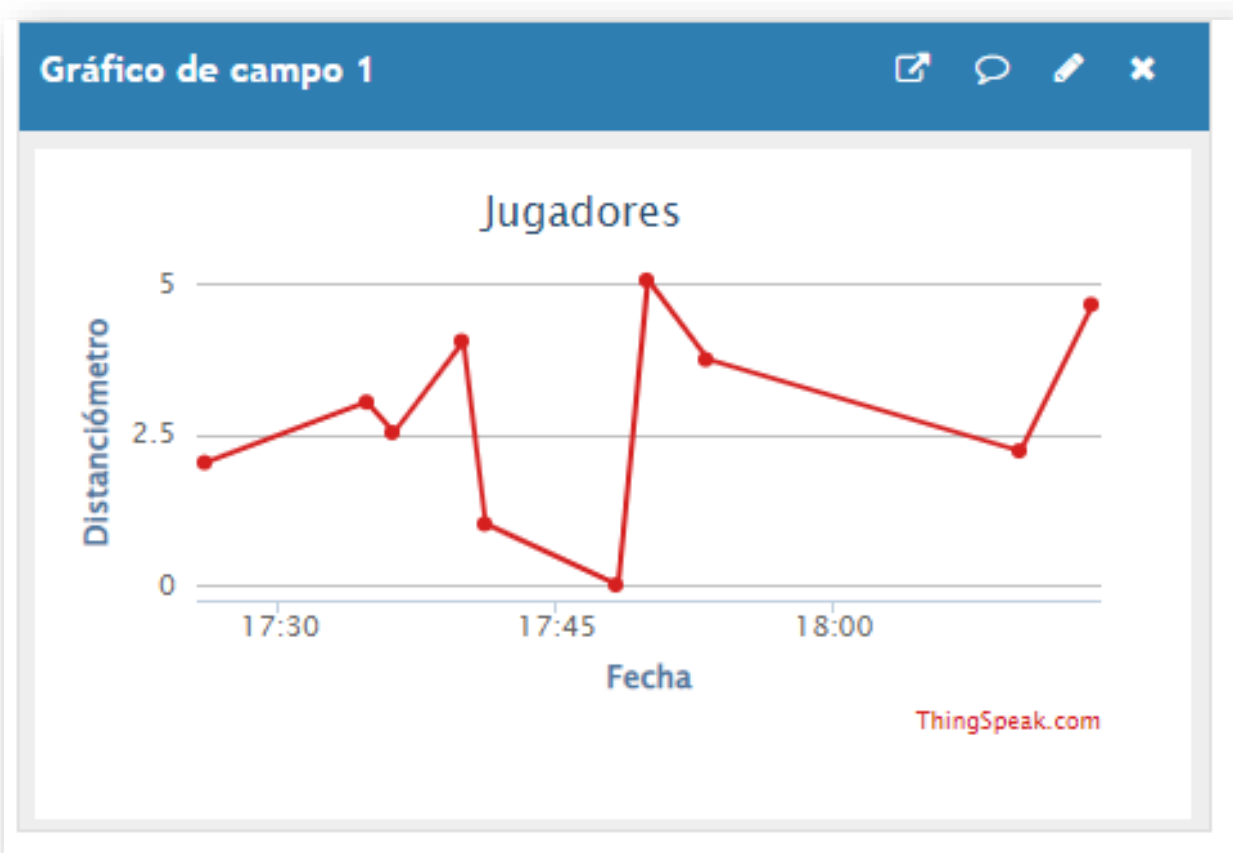 Gráfico de campo 1
Jugadores
Distanciómetro
5
2.5
0
17:30 17:45 18:00
Fecha
ThingSpeak.com